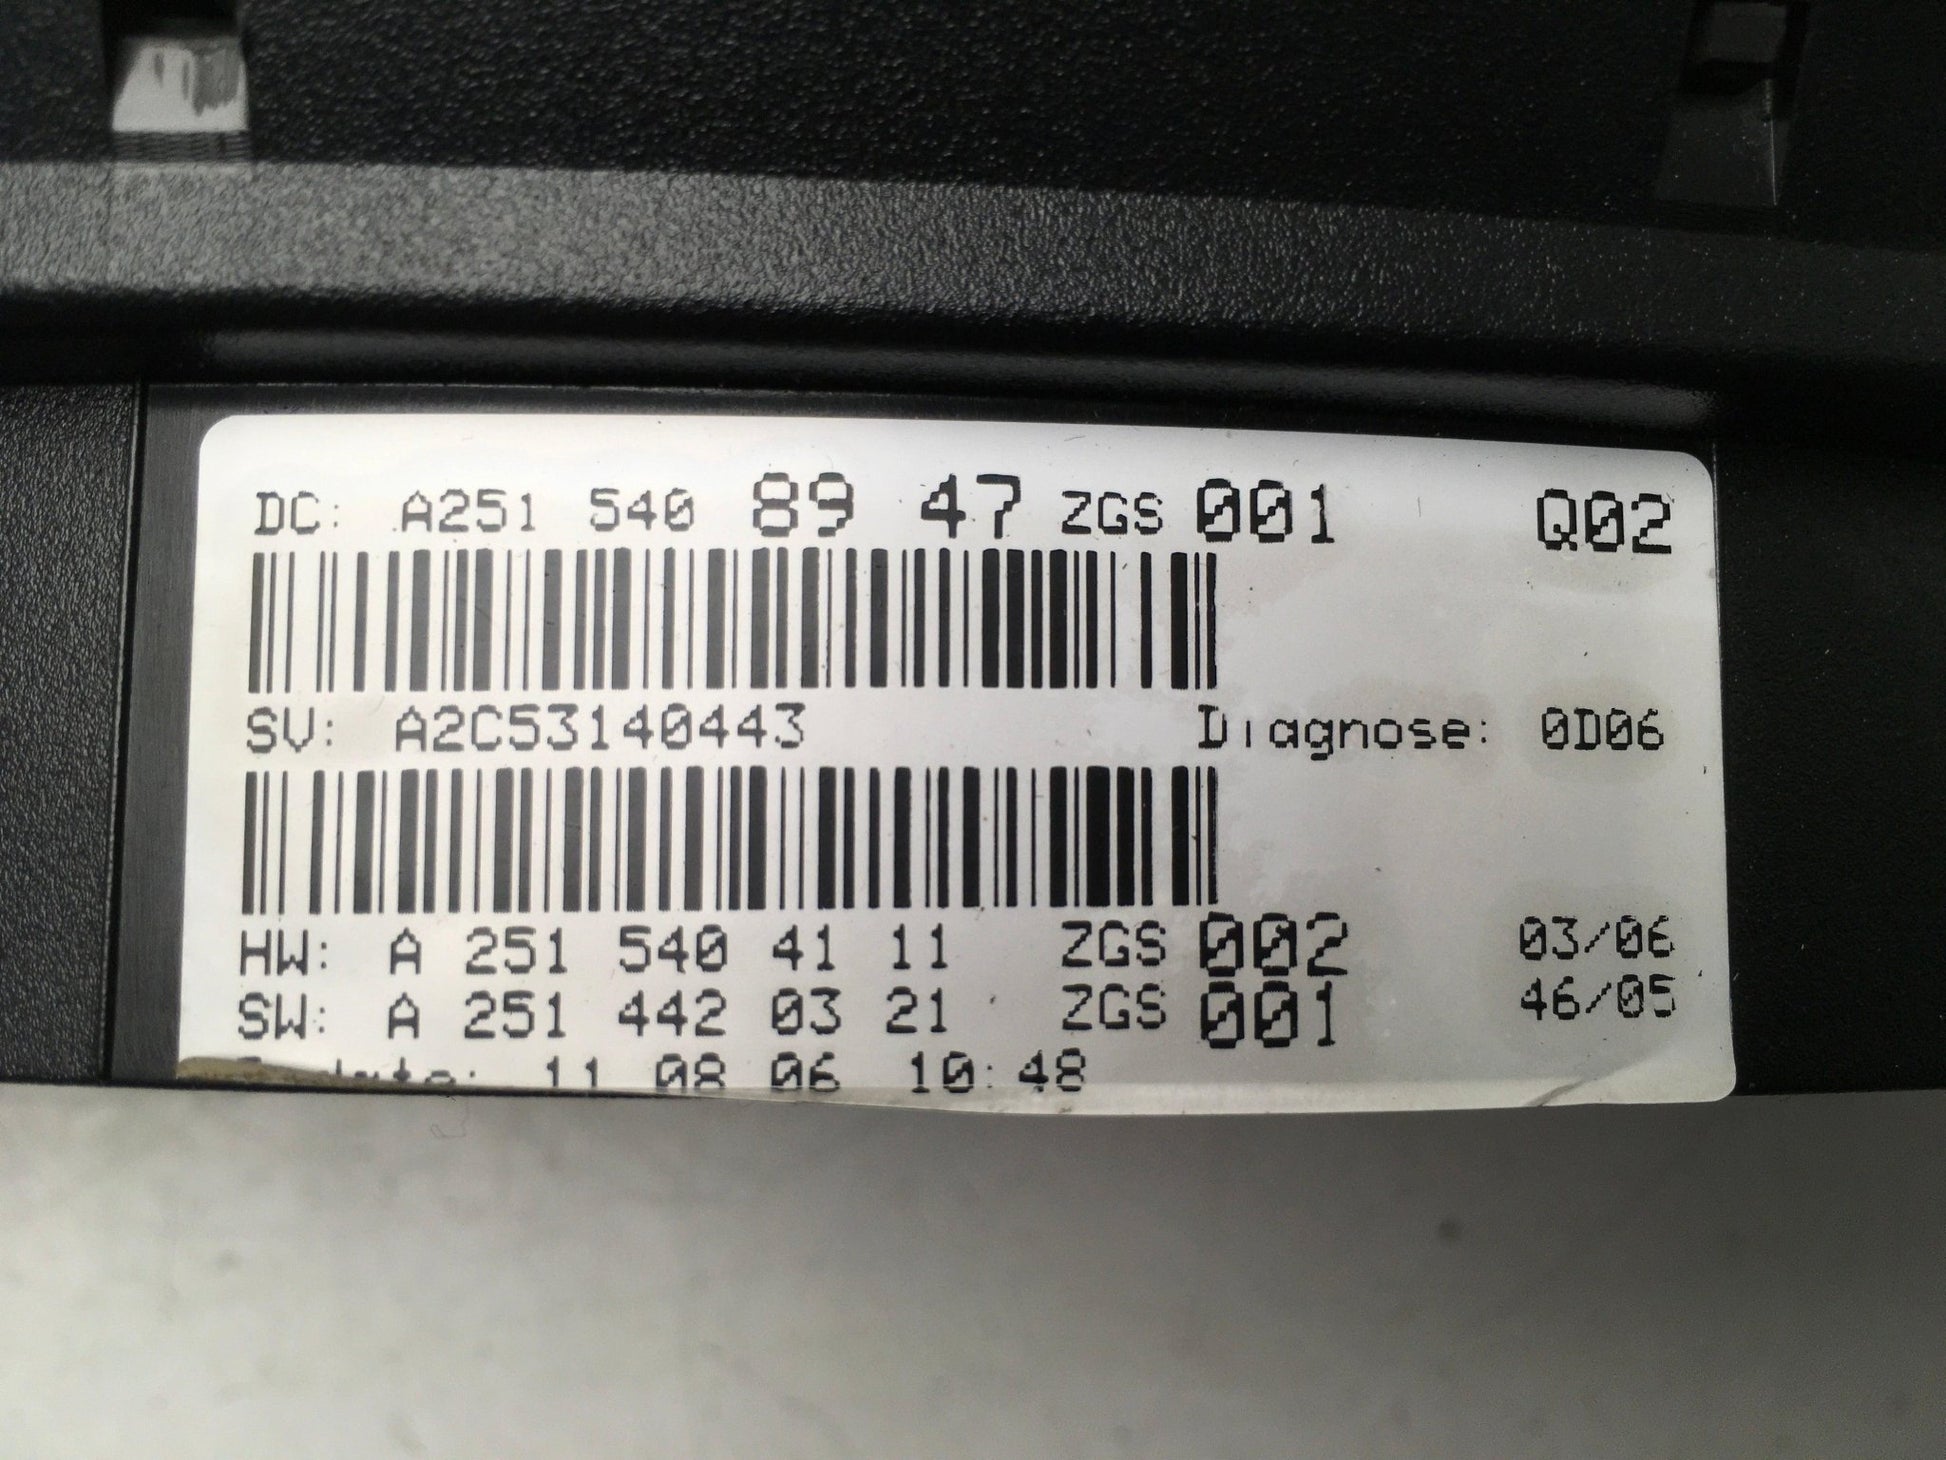 DC: A251 540 89 47 ZGS 001 Q02
SV: A2C53140443 Diagnose: 0D06
HW: A 251 540 41 11 ZGS 002 03/06
SW: A 251 442 03 21 ZGS 001 46/05
11 08 06 10:48